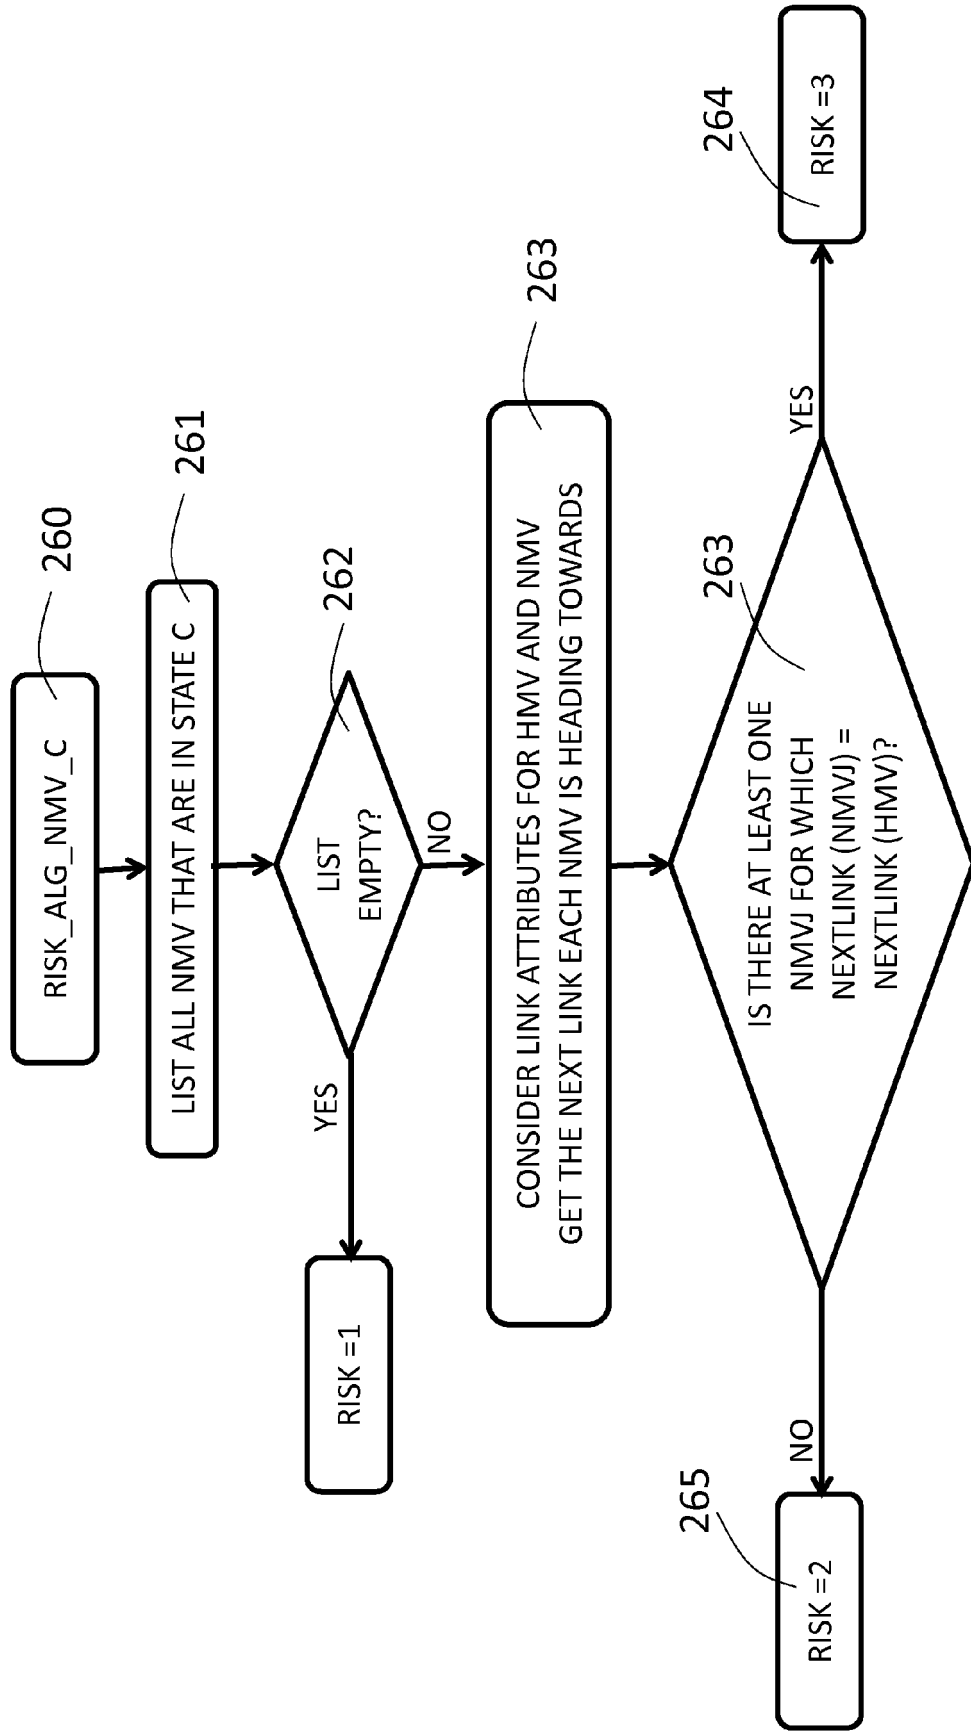 RISK_ALG_NMV_C
260
LIST ALL NMV THAT ARE IN STATE C
261
LIST
EMPTY?
262
YES
NO
RISK =1
CONSIDER LINK ATTRIBUTES FOR HMV AND NMV
GET THE NEXT LINK EACH NMV IS HEADING TOWARDS
263
IS THERE AT LEAST ONE
NMVJ FOR WHICH
NEXTLINK (NMVJ) =
NEXTLINK (HMV)?
263
NO
YES
RISK =2
265
RISK =3
264